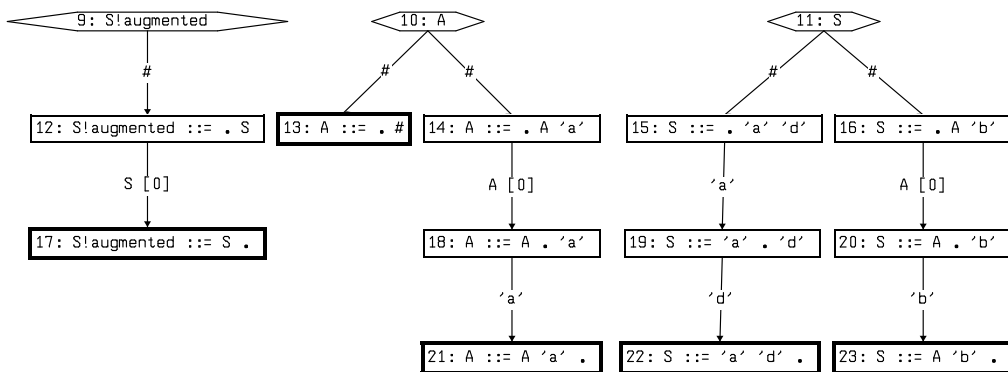 9: S!augmented 10: A 11: S
# # # # #
12: S!augmented ::= . S 13: A ::= . # 14: A ::= . A 'a' 15: S ::= . 'a' 'd' 16: S ::= . A 'b'
S [0] A [0] 'a' A [0]
17: S!augmented ::= S . 18: A ::= A . 'a' 19: S ::= 'a' . 'd' 20: S ::= A . 'b'
'a' 'd' 'b'
21: A ::= A 'a' . 22: S ::= 'a' 'd' . 23: S ::= A 'b' .